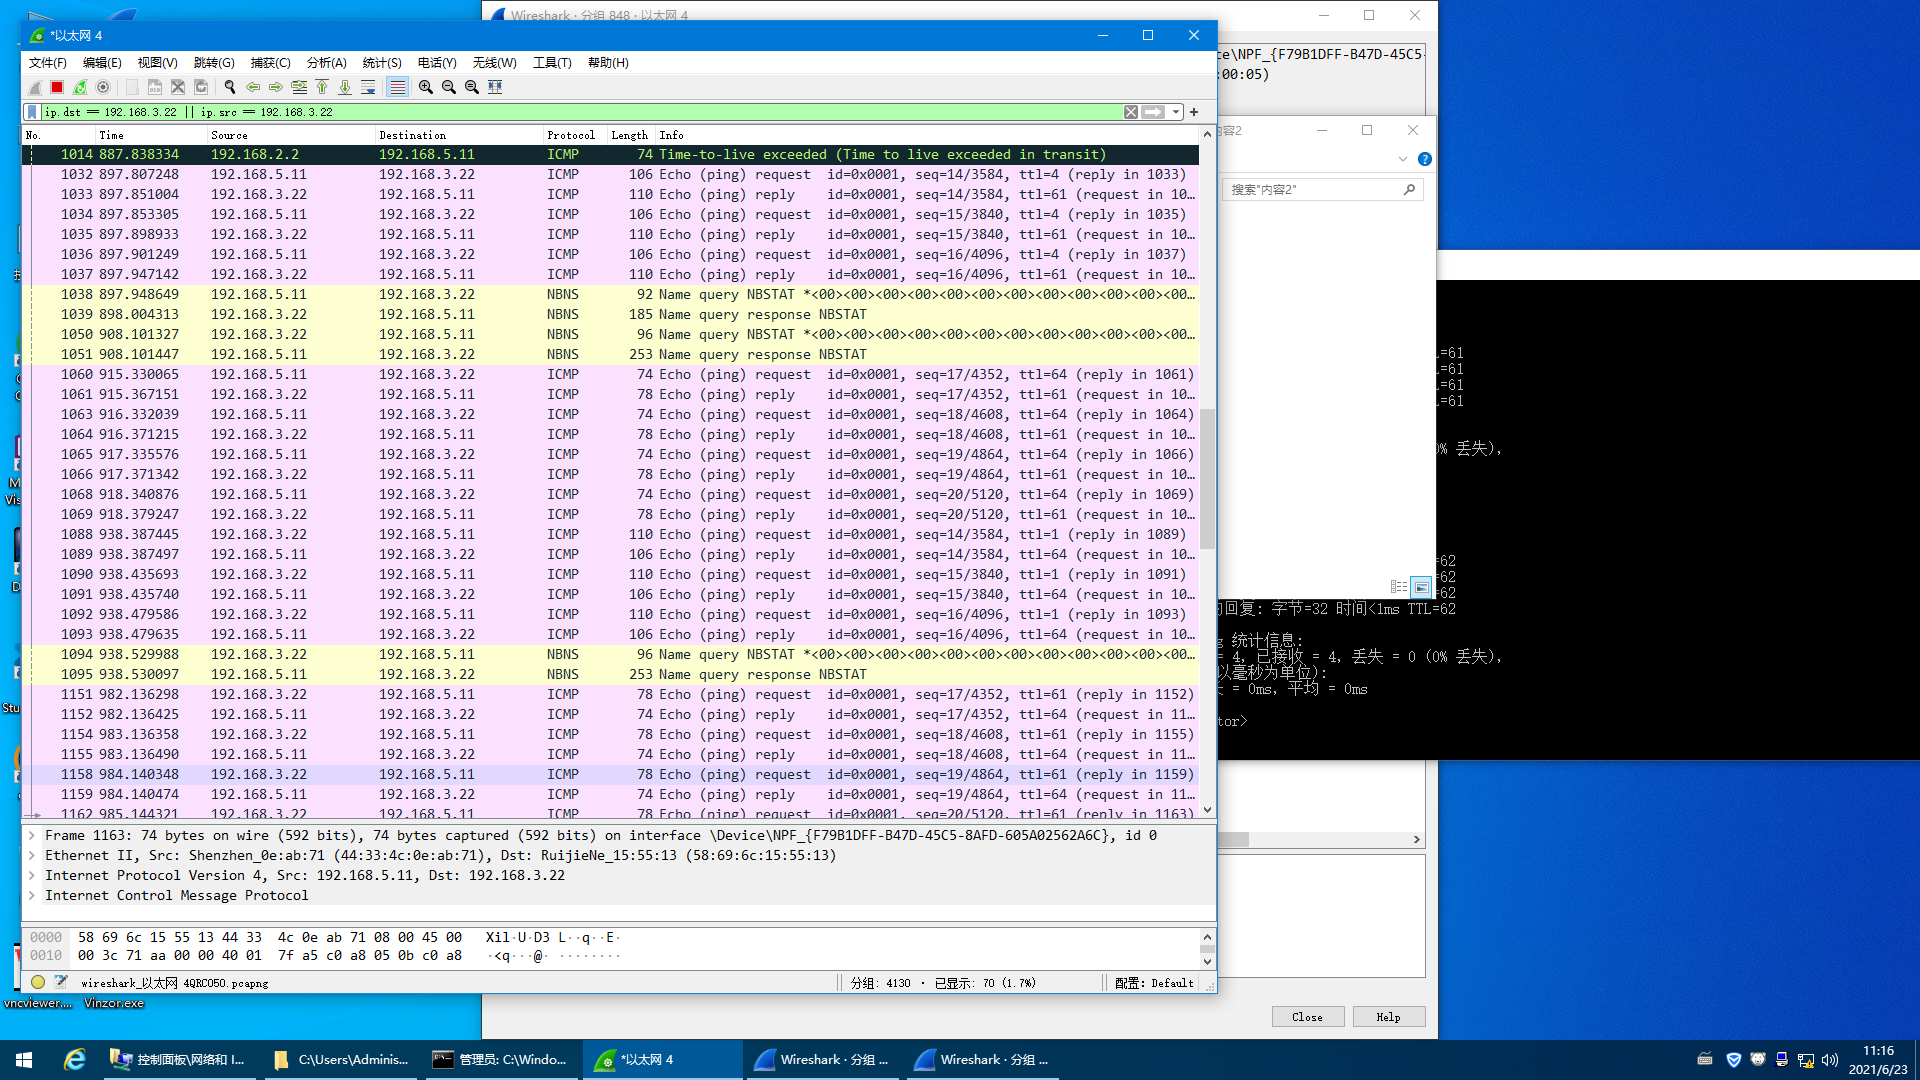 Wireshark · 分组 848 · 以太网 4
*以太网 4
文件(F) 编辑(E) 视图(V) 跳转(G) 捕获(C) 分析(A) 统计(S) 电话(Y) 无线(W) 工具(T) 帮助(H)
ip.dst == 192.168.3.22 || ip.src == 192.168.3.22
No. Time Source Destination Protocol Length Info
1014 887.838334 192.168.2.2 192.168.5.11 ICMP 74 Time-to-live exceeded (Time to live exceeded in transit)
1032 897.807248 192.168.5.11 192.168.3.22 ICMP 106 Echo (ping) request id=0x0001, seq=14/3584, ttl=4 (reply in 1033)
1033 897.851004 192.168.3.22 192.168.5.11 ICMP 110 Echo (ping) reply id=0x0001, seq=14/3584, ttl=61 (request in 10…
1034 897.853305 192.168.5.11 192.168.3.22 ICMP 106 Echo (ping) request id=0x0001, seq=15/3840, ttl=4 (reply in 1035)
1035 897.898933 192.168.3.22 192.168.5.11 ICMP 110 Echo (ping) reply id=0x0001, seq=15/3840, ttl=61 (request in 10…
1036 897.901249 192.168.5.11 192.168.3.22 ICMP 106 Echo (ping) request id=0x0001, seq=16/4096, ttl=4 (reply in 1037)
1037 897.947142 192.168.3.22 192.168.5.11 ICMP 110 Echo (ping) reply id=0x0001, seq=16/4096, ttl=61 (request in 10…
1038 897.948649 192.168.5.11 192.168.3.22 NBNS 92 Name query NBSTAT *<00><00><00><00><00><00><00><00><00><00><00><00…
1039 898.004313 192.168.3.22 192.168.5.11 NBNS 185 Name query response NBSTAT
1050 908.101327 192.168.3.22 192.168.5.11 NBNS 96 Name query NBSTAT *<00><00><00><00><00><00><00><00><00><00><00><00…
1051 908.101447 192.168.5.11 192.168.3.22 NBNS 253 Name query response NBSTAT
1060 915.330065 192.168.5.11 192.168.3.22 ICMP 74 Echo (ping) request id=0x0001, seq=17/4352, ttl=64 (reply in 1061)
1061 915.367151 192.168.3.22 192.168.5.11 ICMP 78 Echo (ping) reply id=0x0001, seq=17/4352, ttl=61 (request in 10…
1063 916.332039 192.168.5.11 192.168.3.22 ICMP 74 Echo (ping) request id=0x0001, seq=18/4608, ttl=64 (reply in 1064)
1064 916.371215 192.168.3.22 192.168.5.11 ICMP 78 Echo (ping) reply id=0x0001, seq=18/4608, ttl=61 (request in 10…
1065 917.335576 192.168.5.11 192.168.3.22 ICMP 74 Echo (ping) request id=0x0001, seq=19/4864, ttl=64 (reply in 1066)
1066 917.371342 192.168.3.22 192.168.5.11 ICMP 78 Echo (ping) reply id=0x0001, seq=19/4864, ttl=61 (request in 10…
1068 918.340876 192.168.5.11 192.168.3.22 ICMP 74 Echo (ping) request id=0x0001, seq=20/5120, ttl=64 (reply in 1069)
1069 918.379247 192.168.3.22 192.168.5.11 ICMP 78 Echo (ping) reply id=0x0001, seq=20/5120, ttl=61 (request in 10…
1088 938.387445 192.168.3.22 192.168.5.11 ICMP 110 Echo (ping) request id=0x0001, seq=14/3584, ttl=1 (reply in 1089)
1089 938.387497 192.168.5.11 192.168.3.22 ICMP 106 Echo (ping) reply id=0x0001, seq=14/3584, ttl=64 (request in 10…
1090 938.435693 192.168.3.22 192.168.5.11 ICMP 110 Echo (ping) request id=0x0001, seq=15/3840, ttl=1 (reply in 1091)
1091 938.435740 192.168.5.11 192.168.3.22 ICMP 106 Echo (ping) reply id=0x0001, seq=15/3840, ttl=64 (request in 10…
1092 938.479586 192.168.3.22 192.168.5.11 ICMP 110 Echo (ping) request id=0x0001, seq=16/4096, ttl=1 (reply in 1093)
1093 938.479635 192.168.5.11 192.168.3.22 ICMP 106 Echo (ping) reply id=0x0001, seq=16/4096, ttl=64 (request in 10…
1094 938.529988 192.168.3.22 192.168.5.11 NBNS 96 Name query NBSTAT *<00><00><00><00><00><00><00><00><00><00><00><00…
1095 938.530097 192.168.5.11 192.168.3.22 NBNS 253 Name query response NBSTAT
1151 982.136298 192.168.3.22 192.168.5.11 ICMP 78 Echo (ping) request id=0x0001, seq=17/4352, ttl=61 (reply in 1152)
1152 982.136425 192.168.5.11 192.168.3.22 ICMP 74 Echo (ping) reply id=0x0001, seq=17/4352, ttl=64 (request in 11…
1154 983.136358 192.168.3.22 192.168.5.11 ICMP 78 Echo (ping) request id=0x0001, seq=18/4608, ttl=61 (reply in 1155)
1155 983.136490 192.168.5.11 192.168.3.22 ICMP 74 Echo (ping) reply id=0x0001, seq=18/4608, ttl=64 (request in 11…
1158 984.140348 192.168.3.22 192.168.5.11 ICMP 78 Echo (ping) request id=0x0001, seq=19/4864, ttl=61 (reply in 1159)
1159 984.140474 192.168.5.11 192.168.3.22 ICMP 74 Echo (ping) reply id=0x0001, seq=19/4864, ttl=64 (request in 11…
1162 985.144321 192.168.3.22 192.168.5.11 ICMP 78 Echo (ping) request id=0x0001, seq=20/5120, ttl=61 (reply in 1163)
Frame 1163: 74 bytes on wire (592 bits), 74 bytes captured (592 bits) on interface \Device\NPF_{F79B1DFF-B47D-45C5-8AFD-605A02562A6C}, id 0
Ethernet II, Src: Shenzhen_0e:ab:71 (44:33:4c:0e:ab:71), Dst: RuijieNe_15:55:13 (58:69:6c:15:55:13)
Internet Protocol Version 4, Src: 192.168.5.11, Dst: 192.168.3.22
Internet Control Message Protocol
0000 58 69 6c 15 55 13 44 33 4c 0e ab 71 08 00 45 00 Xil·U·D3 L··q··E·
0010 00 3c 71 aa 00 00 40 01 7f a5 c0 a8 05 0b c0 a8 ·<q···@· ········
wireshark_以太网 4QRCO50.pcapng 分组: 4130 · 已显示: 70 (1.7%) 配置: Default
\NPF_{F79B1DFF-B47D-45C5-
:00:05)
内容2
搜索"内容2"
=61
=61
=61
=61
0% 丢失),
=62
=62
=62
回复: 字节=32 时间<1ms TTL=62
统计信息:
= 4, 已接收 = 4, 丢失 = 0 (0% 丢失),
以毫秒为单位):
= 0ms, 平均 = 0ms
tor>
Close Help
vncviewer.... Vinzor.exe
控制面板\网络和 I... C:\Users\Adminis... 管理员: C:\Windo... *以太网 4 Wireshark · 分组 ... Wireshark · 分组 ...
11:16
2021/6/23